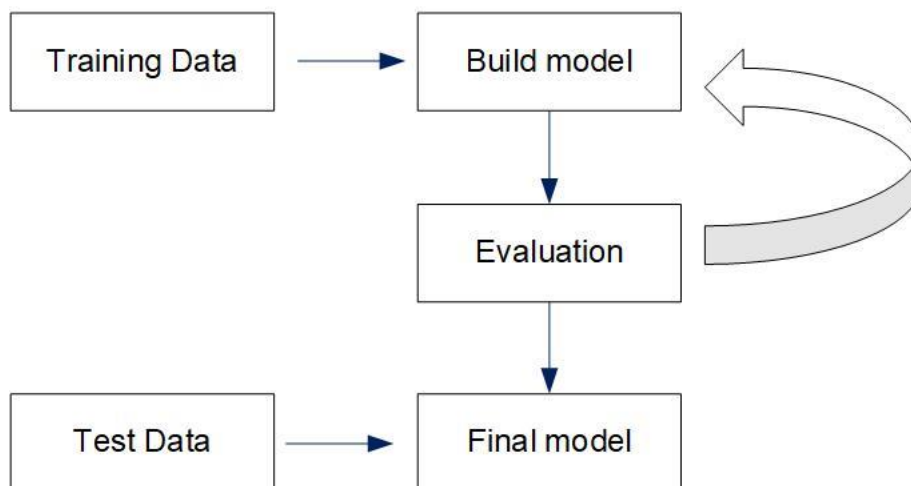 Training Data
Build model
Evaluation
Test Data
Final model